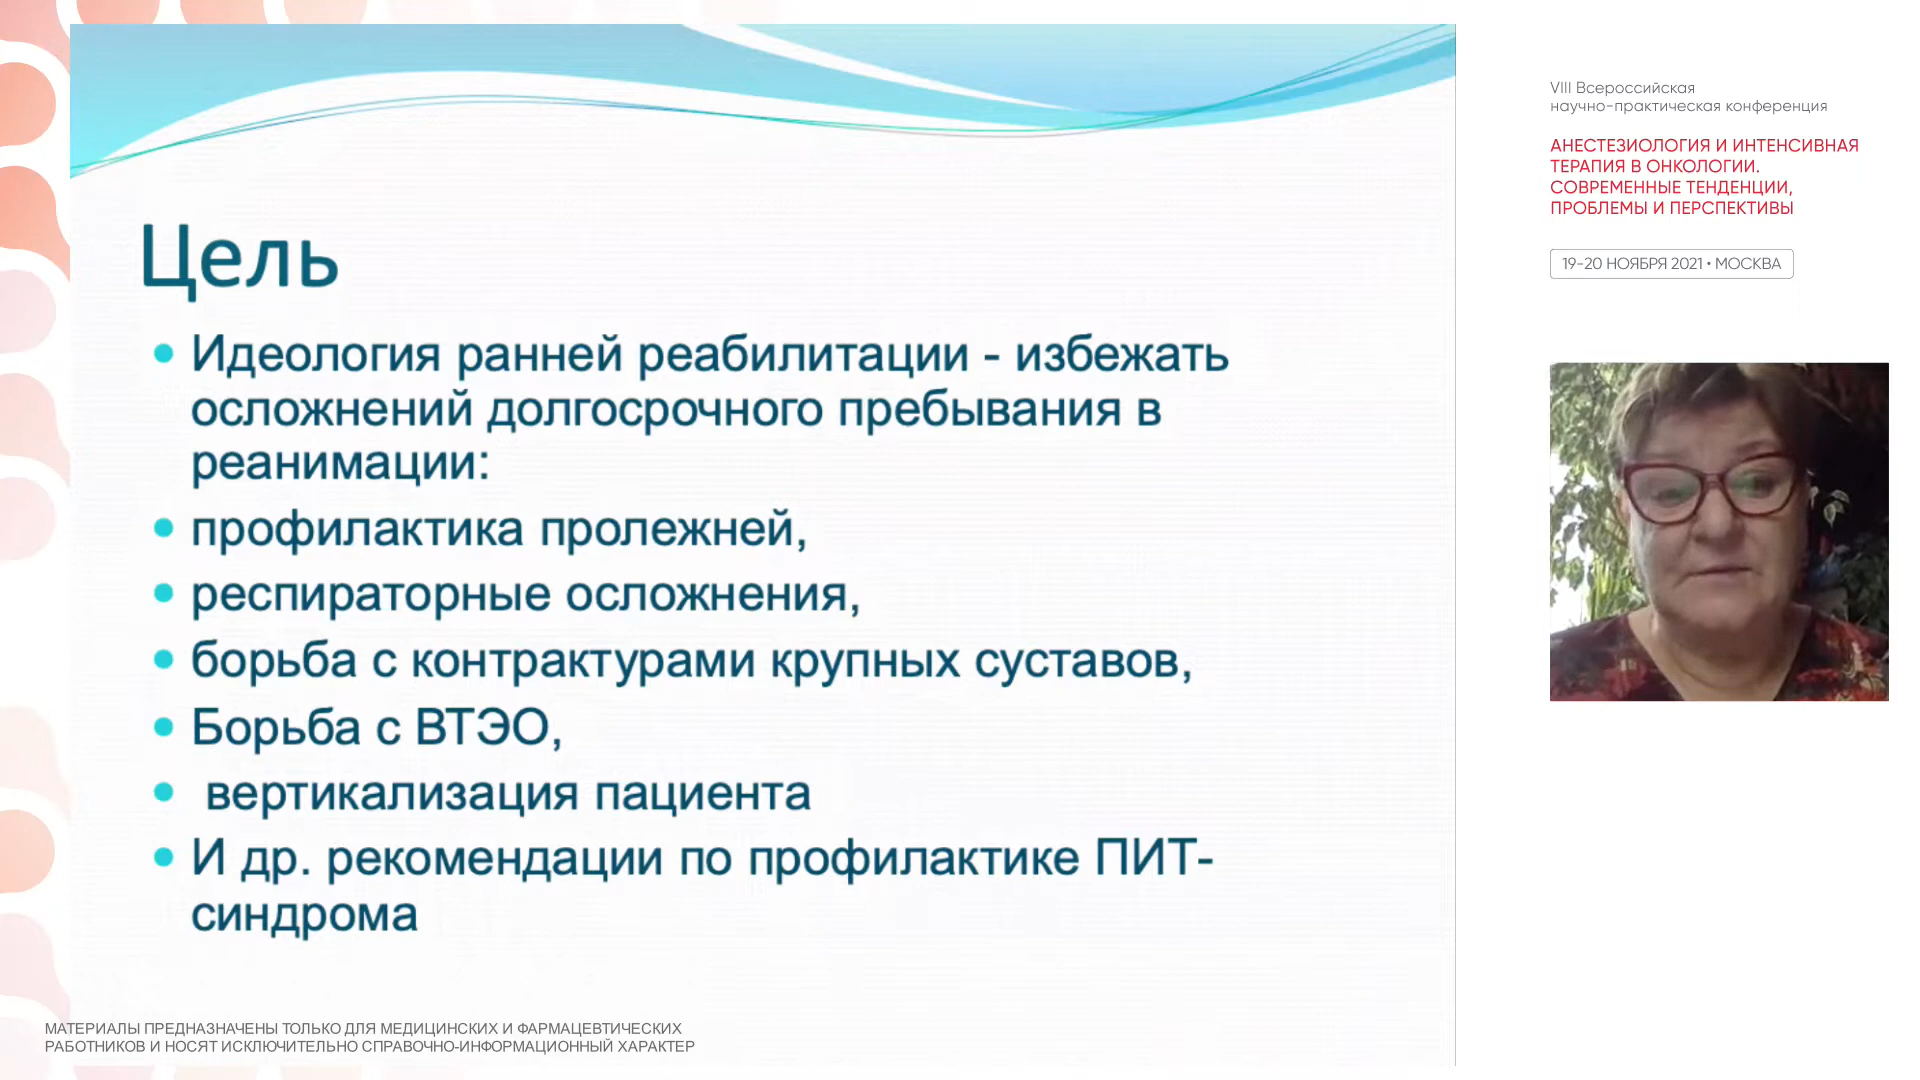 Цель
Идеология ранней реабилитации - избежать
осложнений долгосрочного пребывания в
реанимации:
профилактика пролежней,
респираторные осложнения,
борьба с контрактурами крупных суставов,
Борьба с ВТЭО,
вертикализация пациента
И др. рекомендации по профилактике ПИТ-
синдрома
МАТЕРИАЛЫ ПРЕДНАЗНАЧЕНЫ ТОЛЬКО ДЛЯ МЕДИЦИНСКИХ И ФАРМАЦЕВТИЧЕСКИХ
РАБОТНИКОВ И НОСЯТ ИСКЛЮЧИТЕЛЬНО СПРАВОЧНО-ИНФОРМАЦИОННЫЙ ХАРАКТЕР
VIII Всероссийская
научно-практическая конференция
АНЕСТЕЗИОЛОГИЯ И ИНТЕНСИВНАЯ
ТЕРАПИЯ В ОНКОЛОГИИ.
СОВРЕМЕННЫЕ ТЕНДЕНЦИИ,
ПРОБЛЕМЫ И ПЕРСПЕКТИВЫ
19-20 НОЯБРЯ 2021 • МОСКВА